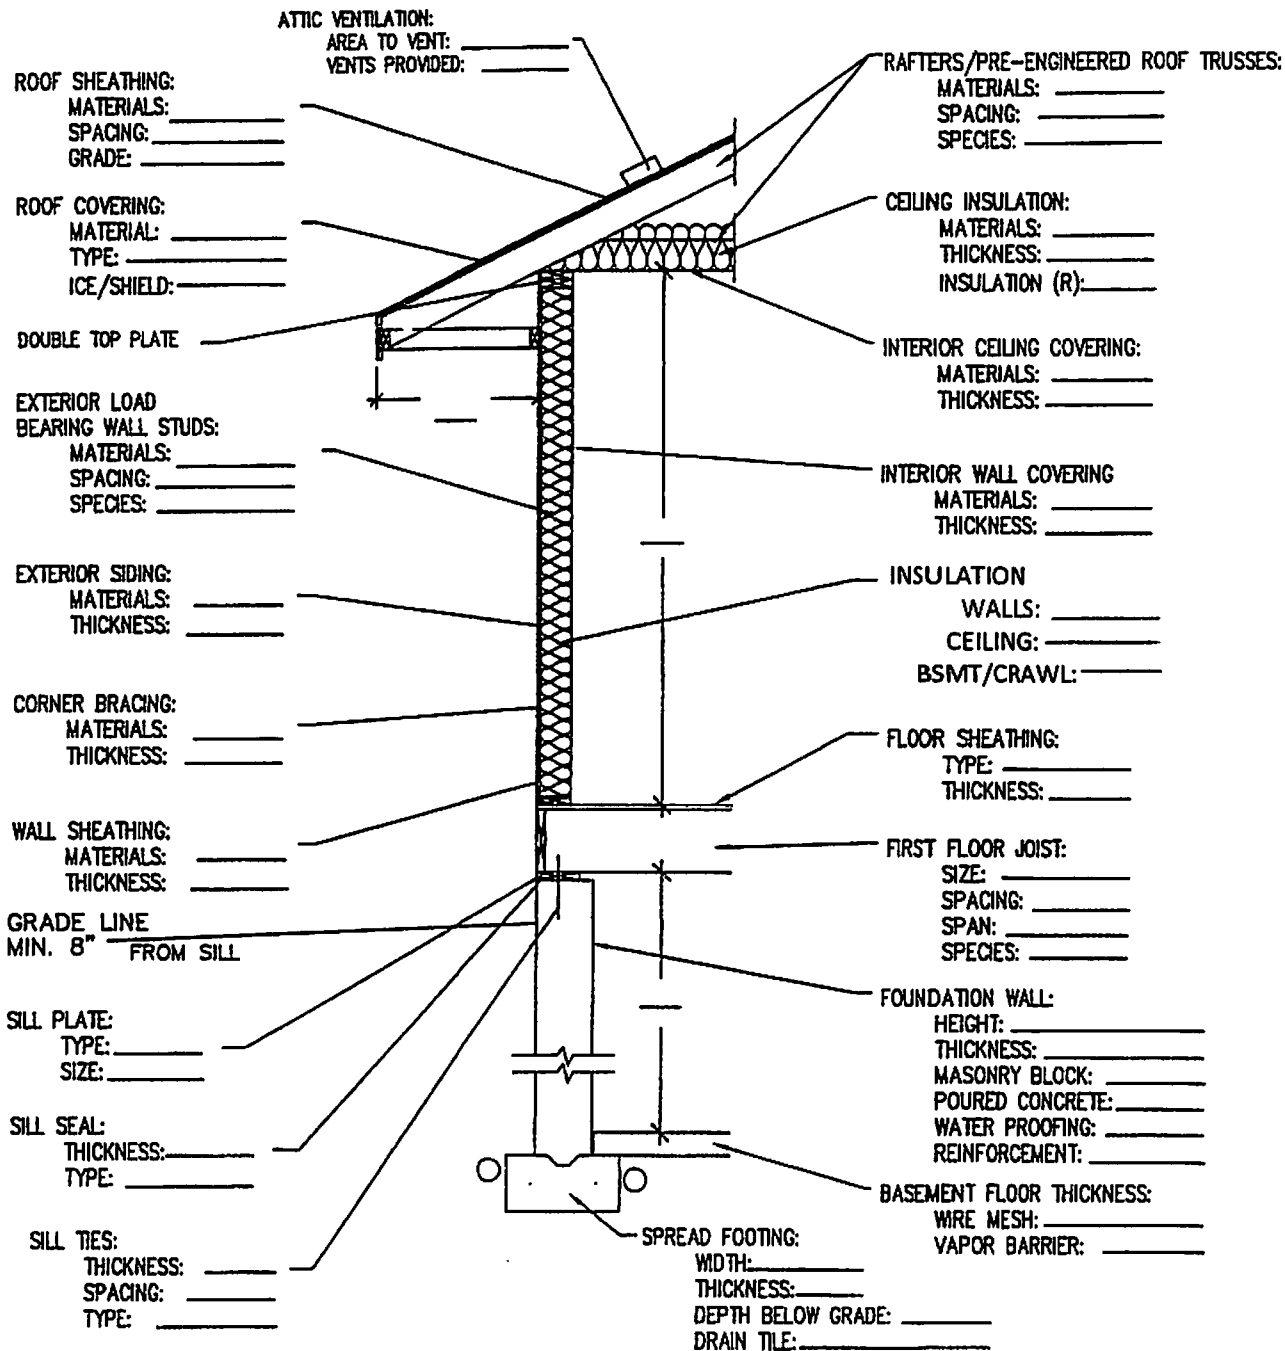 ATTIC VENTILATION:
AREA TO VENT:
VENTS PROVIDED:
ROOF SHEATHING:
MATERIALS:
SPACING:
GRADE:
ROOF COVERING:
MATERIAL:
TYPE:
ICE/SHIELD:
DOUBLE TOP PLATE
EXTERIOR LOAD
BEARING WALL STUDS:
MATERIALS:
SPACING:
SPECIES:
EXTERIOR SIDING:
MATERIALS:
THICKNESS:
CORNER BRACING:
MATERIALS:
THICKNESS:
WALL SHEATHING:
MATERIALS:
THICKNESS:
GRADE LINE
MIN. 8" FROM SILL
SILL PLATE:
TYPE:
SIZE:
SILL SEAL:
THICKNESS:
TYPE:
SILL TIES:
THICKNESS:
SPACING:
TYPE:
RAFTERS/PRE-ENGINEERED ROOF TRUSSES:
MATERIALS:
SPACING:
SPECIES:
CEILING INSULATION:
MATERIALS:
THICKNESS:
INSULATION (R):
INTERIOR CEILING COVERING:
MATERIALS:
THICKNESS:
INTERIOR WALL COVERING
MATERIALS:
THICKNESS:
INSULATION
WALLS:
CEILING:
BSMT/CRAWL:
FLOOR SHEATHING:
TYPE:
THICKNESS:
FIRST FLOOR JOIST:
SIZE:
SPACING:
SPAN:
SPECIES:
FOUNDATION WALL:
HEIGHT:
THICKNESS:
MASONRY BLOCK:
POURED CONCRETE:
WATER PROOFING:
REINFORCEMENT:
BASEMENT FLOOR THICKNESS:
WIRE MESH:
VAPOR BARRIER:
SPREAD FOOTING:
WIDTH:
THICKNESS:
DEPTH BELOW GRADE:
DRAIN TILE: